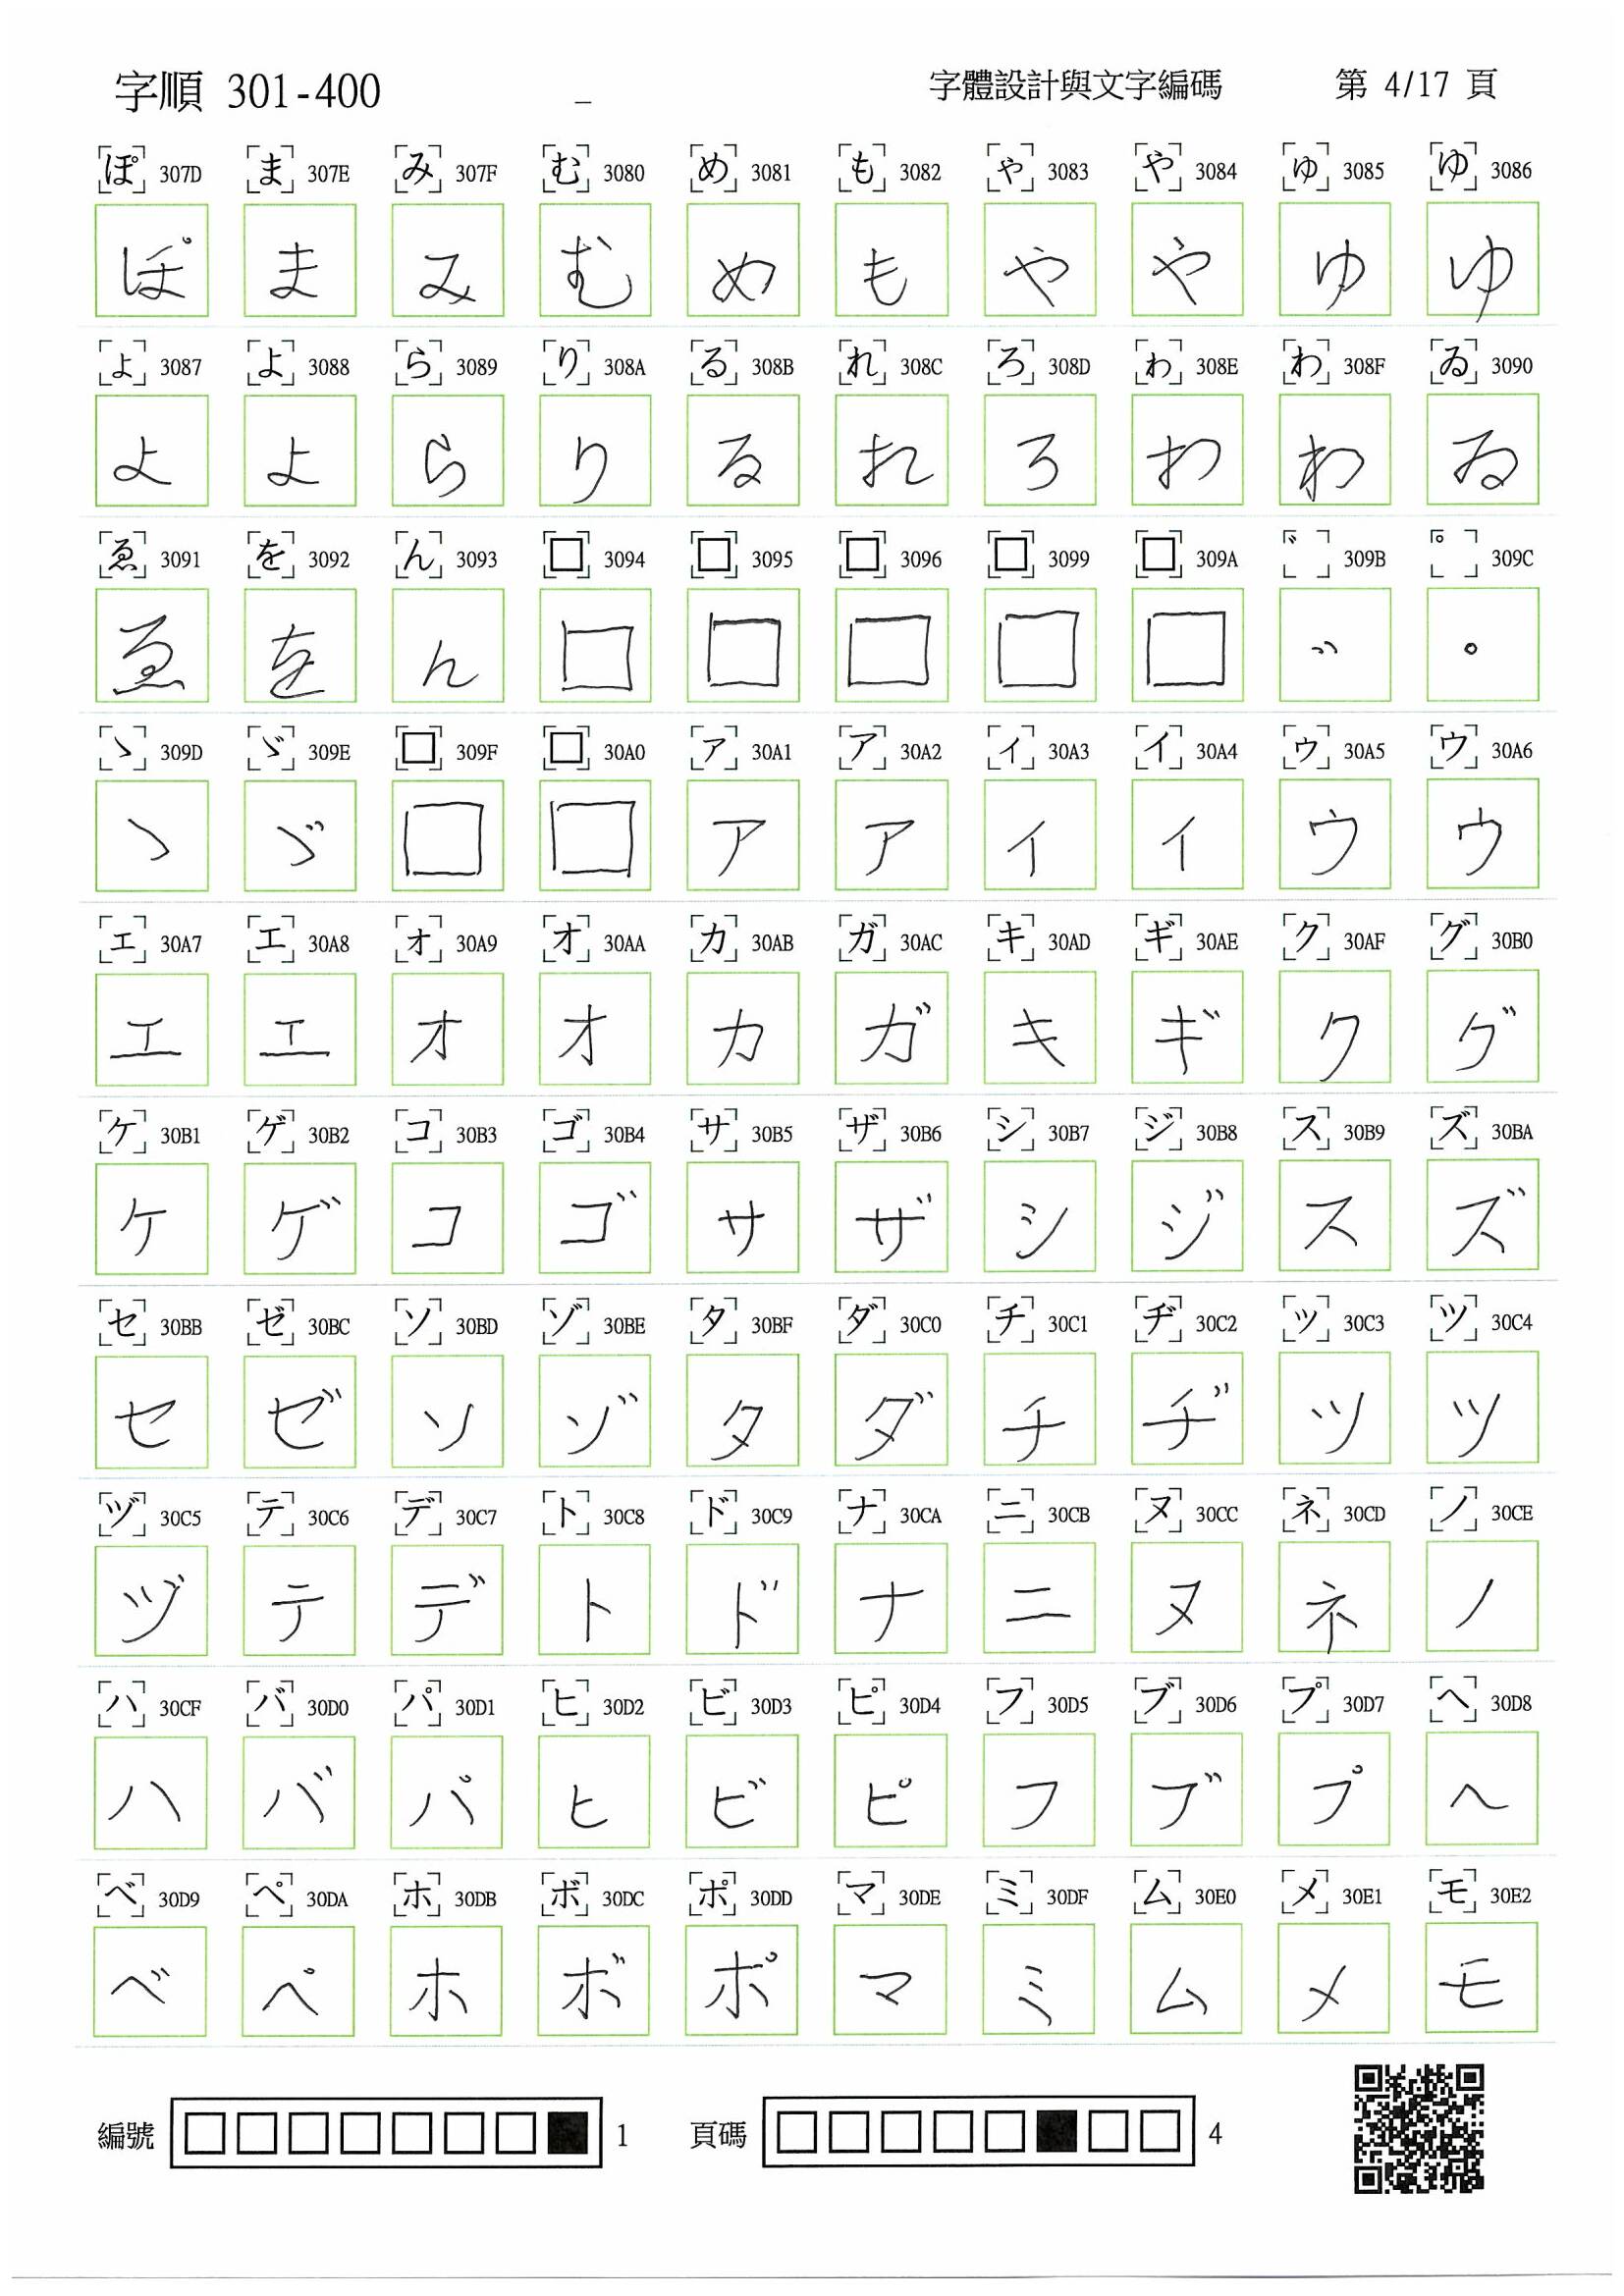 字順 301-400 _ 字體設計與文字編碼 第 4/17 頁
ぽ 307D ま 307E み 307F む 3080 め 3081 も 3082 ゃ 3083 や 3084 ゅ 3085 ゆ 3086
ぽ ま み む め も ゃ や ゅ ゆ
ょ 3087 よ 3088 ら 3089 り 308A る 308B れ 308C ろ 308D ゎ 308E わ 308F ゐ 3090
ょ よ ら り る れ ろ ゎ わ ゐ
ゑ 3091 を 3092 ん 3093 □ 3094 □ 3095 □ 3096 □ 3099 □ 309A ゛ 309B ゜ 309C
ゑ を ん □ □ □ □ □ ゛ ゜
ゝ 309D ゞ 309E □ 309F □ 30A0 ァ 30A1 ア 30A2 ィ 30A3 イ 30A4 ゥ 30A5 ウ 30A6
ゝ ゞ □ □ ァ ア ィ イ ゥ ウ
ェ 30A7 エ 30A8 ォ 30A9 オ 30AA カ 30AB ガ 30AC キ 30AD ギ 30AE ク 30AF グ 30B0
ェ エ ォ オ カ ガ キ ギ ク グ
ケ 30B1 ゲ 30B2 コ 30B3 ゴ 30B4 サ 30B5 ザ 30B6 シ 30B7 ジ 30B8 ス 30B9 ズ 30BA
ケ ゲ コ ゴ サ ザ シ ジ ス ズ
セ 30BB ゼ 30BC ソ 30BD ゾ 30BE タ 30BF ダ 30C0 チ 30C1 ヂ 30C2 ッ 30C3 ツ 30C4
セ ゼ ソ ゾ タ ダ チ ヂ ッ ツ
ヅ 30C5 テ 30C6 デ 30C7 ト 30C8 ド 30C9 ナ 30CA ニ 30CB ヌ 30CC ネ 30CD ノ 30CE
ヅ テ デ ト ド ナ ニ ヌ ネ ノ
ハ 30CF バ 30D0 パ 30D1 ヒ 30D2 ビ 30D3 ピ 30D4 フ 30D5 ブ 30D6 プ 30D7 ヘ 30D8
ハ バ パ ヒ ビ ピ フ ブ プ ヘ
ベ 30D9 ペ 30DA ホ 30DB ボ 30DC ポ 30DD マ 30DE ミ 30DF ム 30E0 メ 30E1 モ 30E2
ベ ペ ホ ボ ポ マ ミ ム メ モ
編號 □□□□□□□■ 1 頁碼 □□□□□■□□ 4